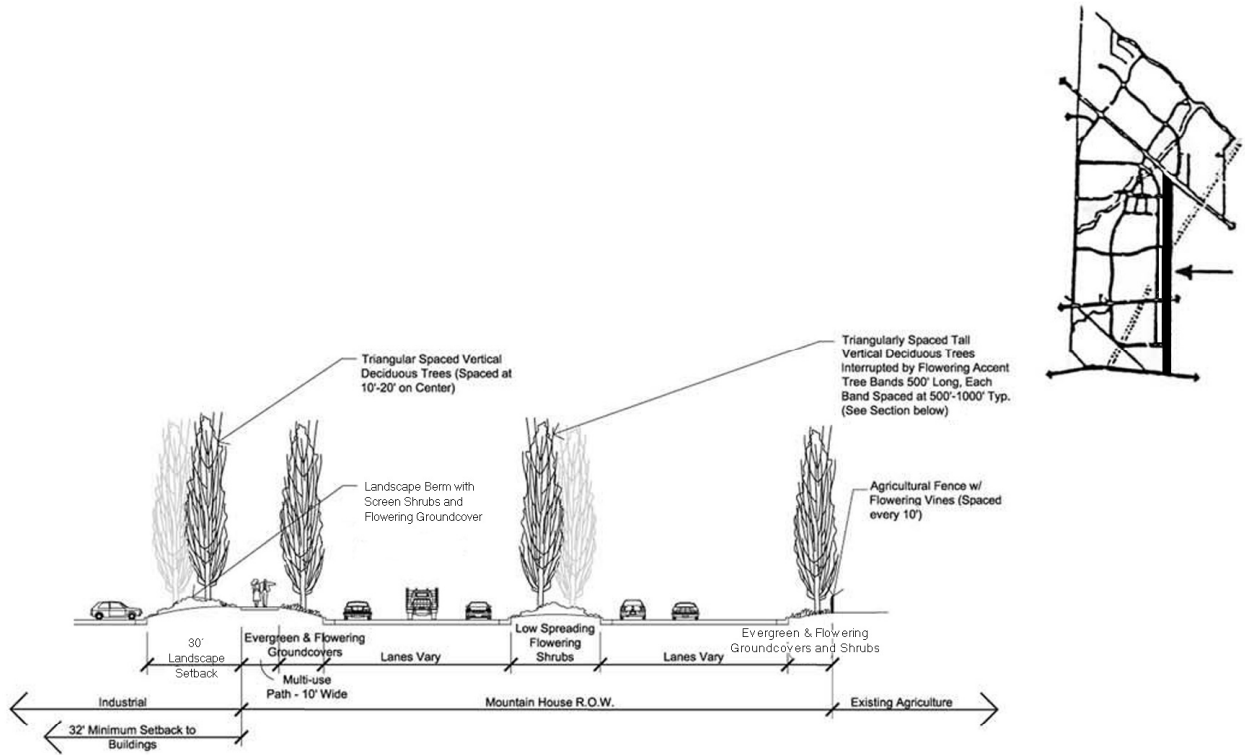 Triangularly Spaced Tall
Vertical Deciduous Trees
Interrupted by Flowering Accent
Tree Bands 500' Long, Each
Band Spaced at 500'-1000' Typ.
(See Section below)
Triangular Spaced Vertical
Deciduous Trees (Spaced at
10'-20' on Center)
Landscape Berm with
Screen Shrubs and
Flowering Groundcover
Agricultural Fence w/
Flowering Vines (Spaced
every 10')
30'
Landscape
Setback
Evergreen & Flowering
Groundcovers
Multi-use
Path - 10' Wide
Lanes Vary
Low Spreading
Flowering
Shrubs
Lanes Vary
Evergreen & Flowering
Groundcovers and Shrubs
Industrial
Mountain House R.O.W.
Existing Agriculture
32' Minimum Setback to
Buildings